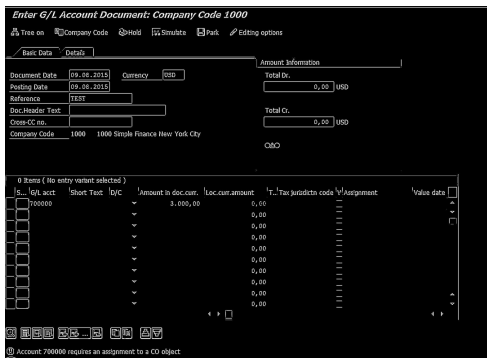 Enter G/L Account Document: Company Code 1000
Tree on Company Code Hold Simulate Park Editing options
Basic Data Details
Amount Information
Document Date 09.08.2015 Currency USD
Total Dr.
Posting Date 09.08.2015
0,00 USD
Reference TEST
Doc.Header Text
Total Cr.
Cross-CC no.
0,00 USD
Company Code 1000 1000 Simple Finance New York City
0 Items ( No entry variant selected )
S... G/L acct Short Text D/C Amount in doc.curr. Loc.curr.amount T.. Tax jurisdictn code V Assignment Value date
700000 3.000,00 0,00
0,00
0,00
0,00
0,00
0,00
0,00
0,00
0,00
Account 700000 requires an assignment to a CO object